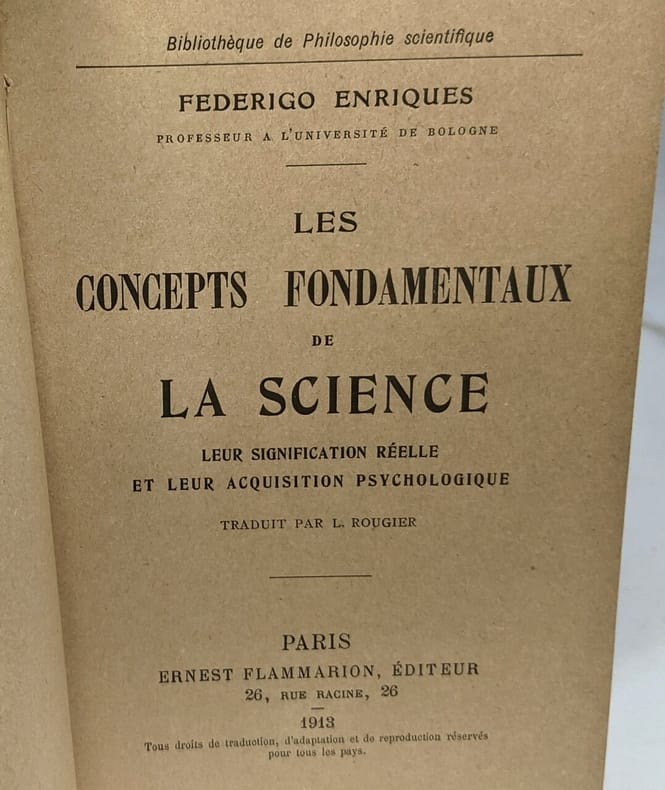 Bibliothèque de Philosophie scientifique
FEDERIGO ENRIQUES
PROFESSEUR A L'UNIVERSITÉ DE BOLOGNE
LES
CONCEPTS FONDAMENTAUX
DE
LA SCIENCE
LEUR SIGNIFICATION RÉELLE
ET LEUR ACQUISITION PSYCHOLOGIQUE
TRADUIT PAR L. ROUGIER
PARIS
ERNEST FLAMMARION, ÉDITEUR
26, RUE RACINE, 26
1913
Tous droits de traduction, d'adaptation et de reproduction réservés
pour tous les pays.